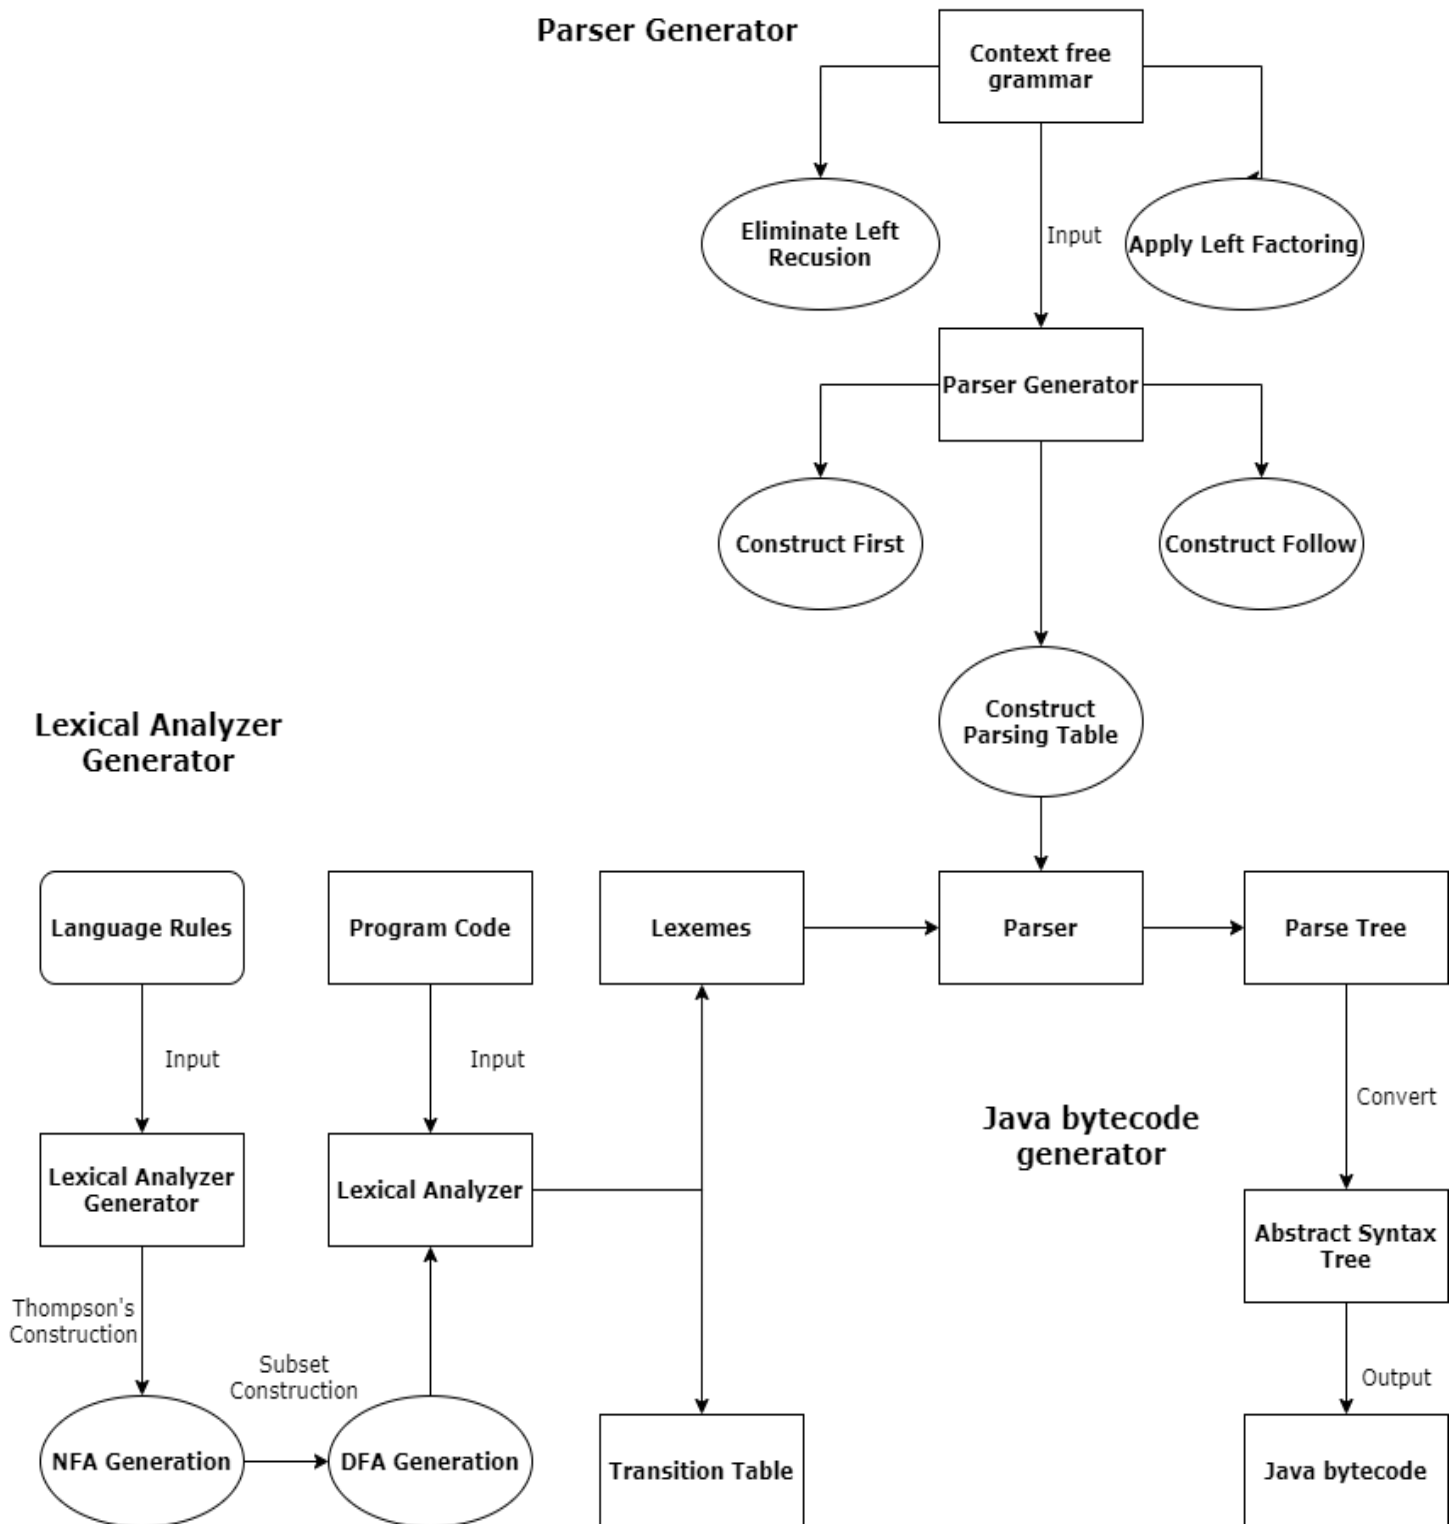 Parser Generator
Context free
grammar
Eliminate Left
Recusion
Input
Apply Left Factoring
Parser Generator
Construct First
Construct Follow
Construct
Parsing Table
Lexical Analyzer
Generator
Language Rules
Program Code
Lexemes
Parser
Parse Tree
Input
Input
Convert
Java bytecode
generator
Lexical Analyzer
Generator
Lexical Analyzer
Abstract Syntax
Tree
Thompson's
Construction
Subset
Construction
Output
NFA Generation
DFA Generation
Transition Table
Java bytecode